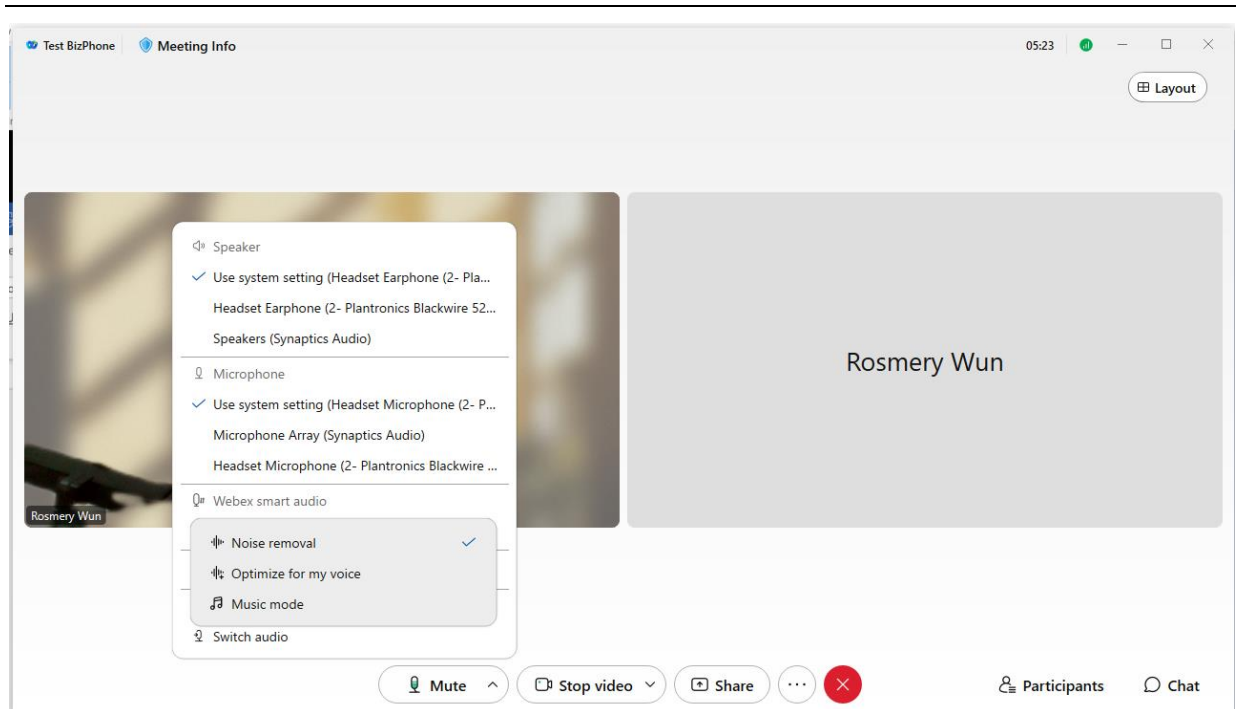 Test BizPhone
Meeting Info
05:23
Layout
Speaker
Use system setting (Headset Earphone (2- Pla...
Headset Earphone (2- Plantronics Blackwire 52...
Speakers (Synaptics Audio)
Microphone
Use system setting (Headset Microphone (2- P...
Microphone Array (Synaptics Audio)
Headset Microphone (2- Plantronics Blackwire ...
Webex smart audio
Noise removal
Optimize for my voice
Music mode
Switch audio
Rosmery Wun
Rosmery Wun
Mute
Stop video
Share
Participants
Chat